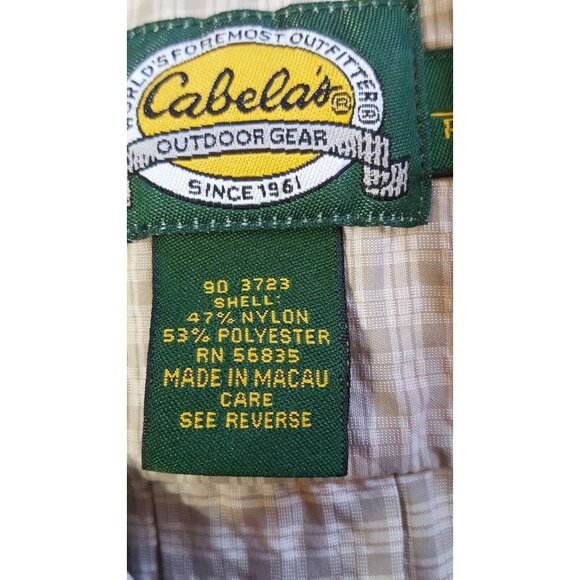 WORLD'S FOREMOST OUTFITTER®
Cabela's®
OUTDOOR GEAR
SINCE 1961
90 3723
SHELL:
47% NYLON
53% POLYESTER
RN 56835
MADE IN MACAU
CARE
SEE REVERSE